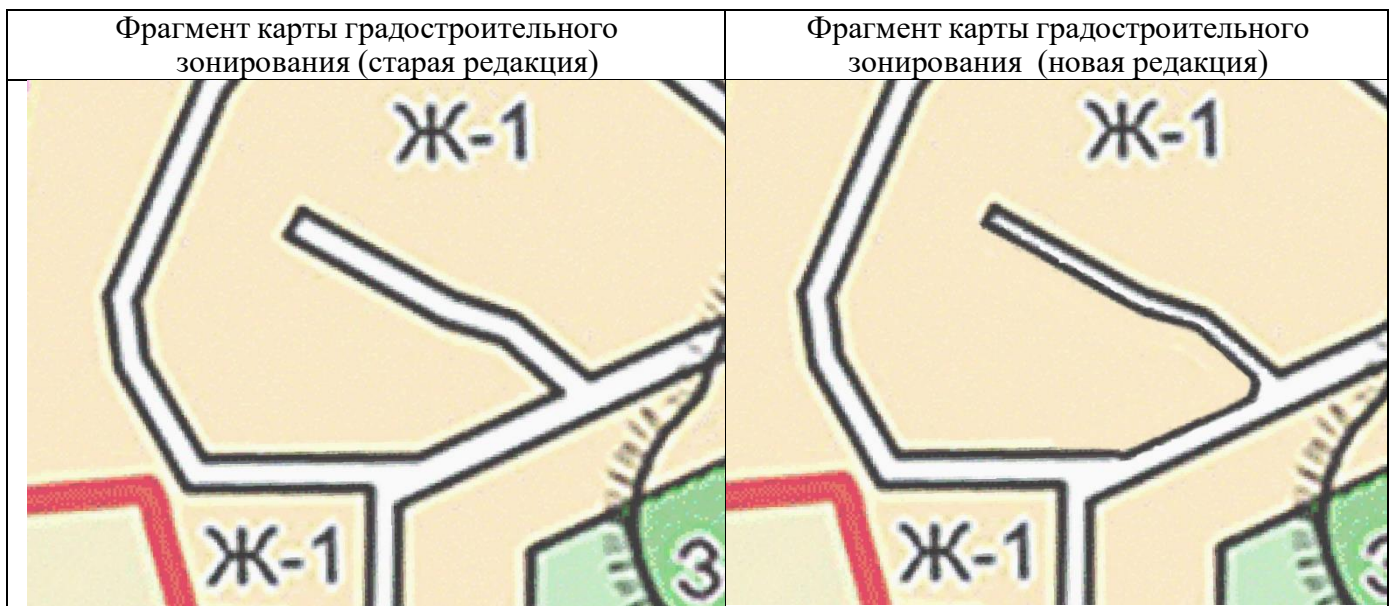 Фрагмент карты градостроительного
зонирования (старая редакция)
Фрагмент карты градостроительного
зонирования (новая редакция)
Ж-1
Ж-1
Ж-1
З
Ж-1
З